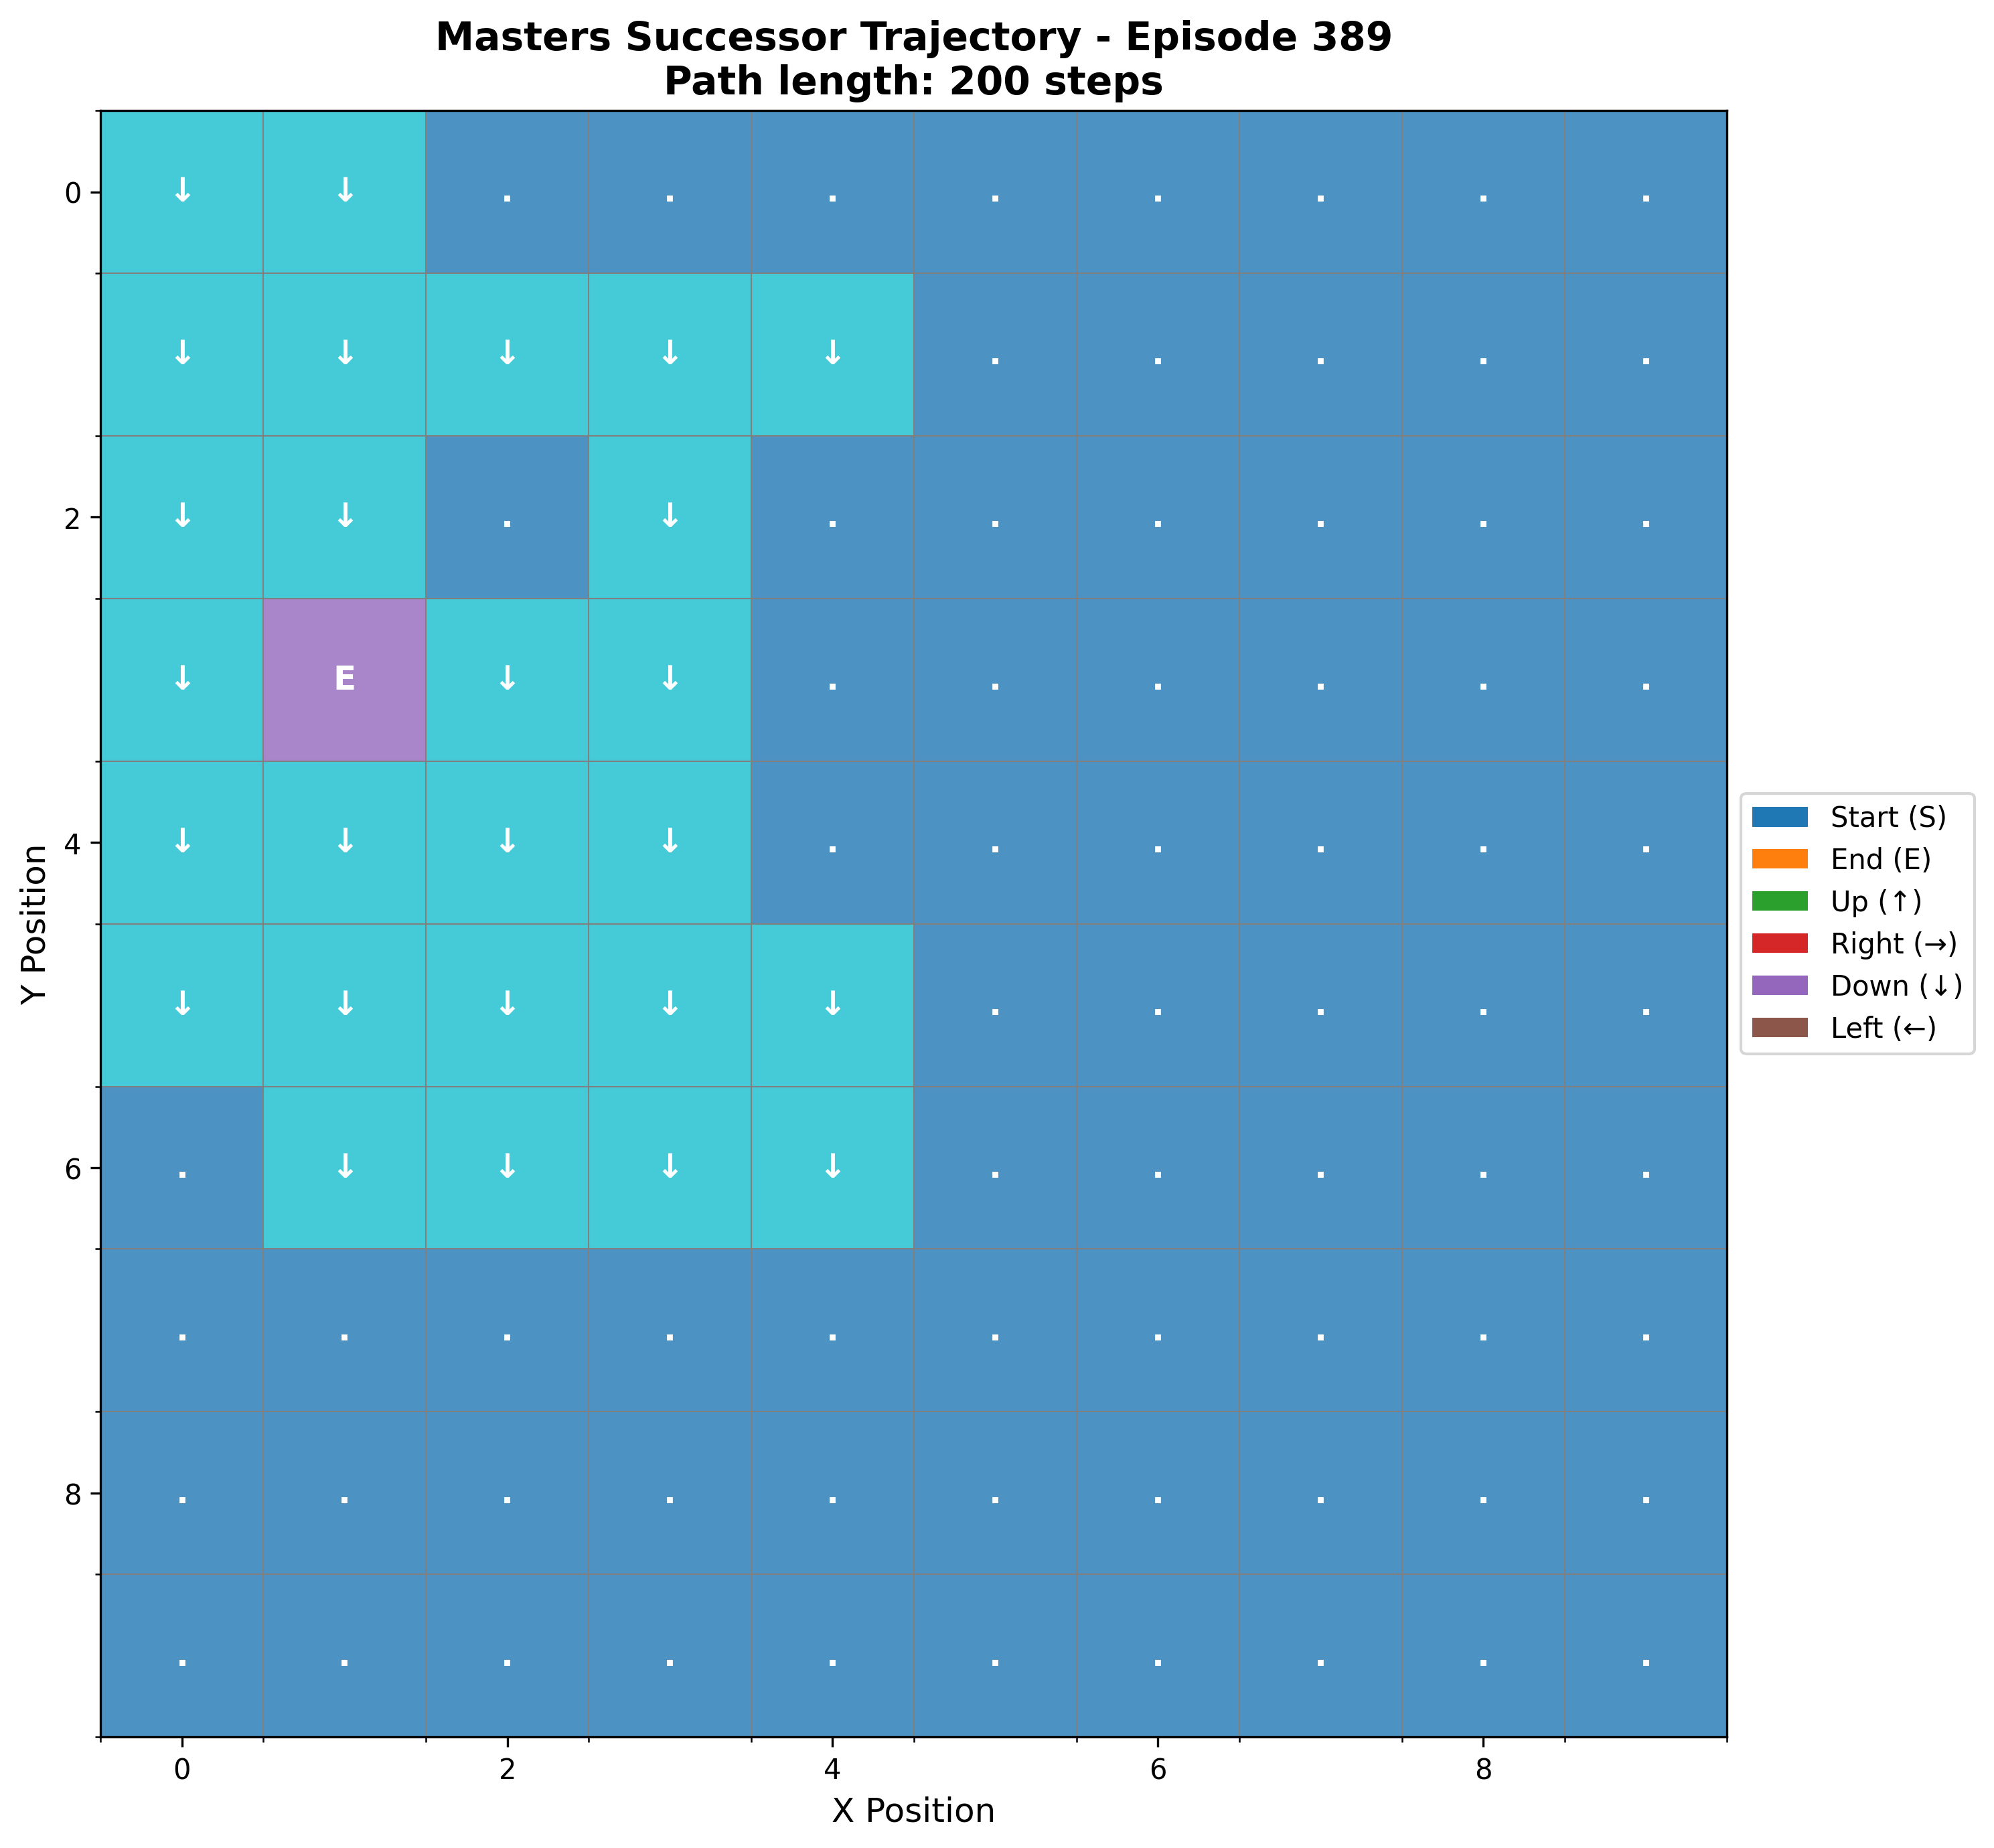 Masters Successor Trajectory - Episode 389
Path length: 200 steps
0 ↓ ↓ . . . . . . . .
↓ ↓ ↓ ↓ ↓ . . . . .
2 ↓ ↓ . ↓ . . . . . .
↓ E ↓ ↓ . . . . . .
4 ↓ ↓ ↓ ↓ . . . . . .
↓ ↓ ↓ ↓ ↓ . . . . .
6 . ↓ ↓ ↓ ↓ . . . . .
. . . . . . . . . .
8 . . . . . . . . . .
. . . . . . . . . .
0 2 4 6 8
X Position
Y Position
Start (S)
End (E)
Up (↑)
Right (→)
Down (↓)
Left (←)